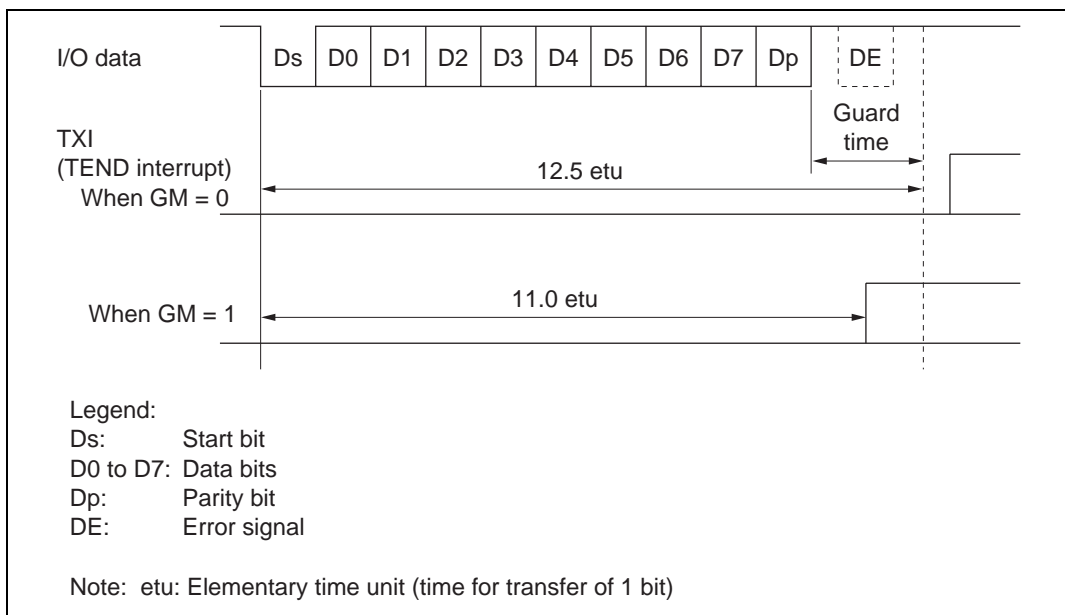 I/O data
Ds D0 D1 D2 D3 D4 D5 D6 D7 Dp DE
Guard
time
TXI
(TEND interrupt)
When GM = 0
12.5 etu
When GM = 1
11.0 etu
Legend:
Ds: Start bit
D0 to D7: Data bits
Dp: Parity bit
DE: Error signal
Note: etu: Elementary time unit (time for transfer of 1 bit)